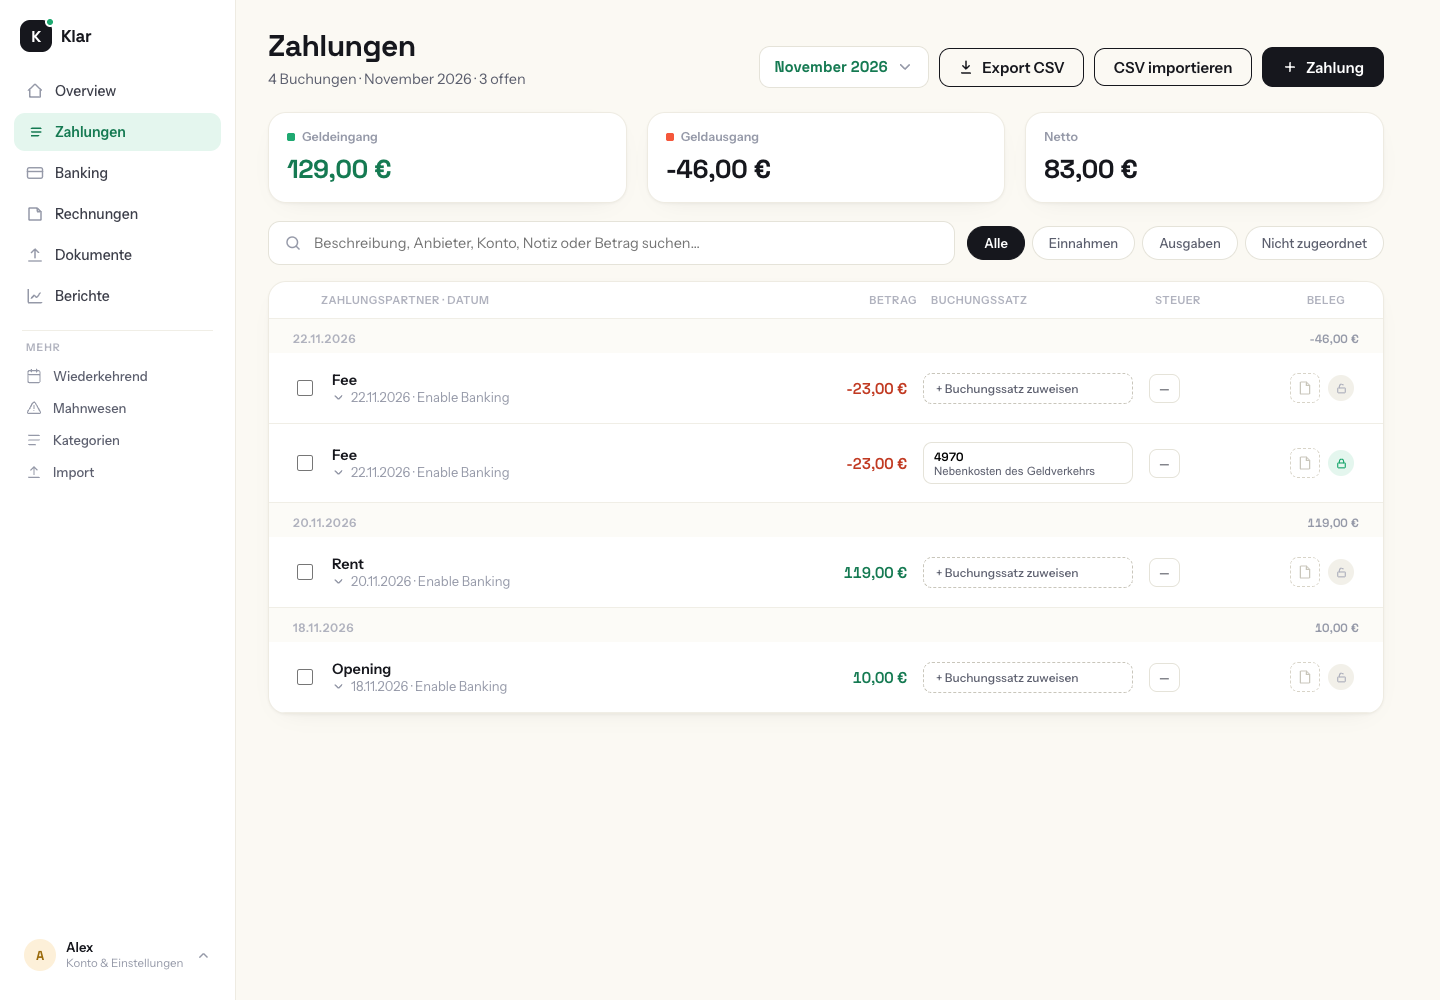 K Klar
Overview
Zahlungen
Banking
Rechnungen
Dokumente
Berichte
MEHR
Wiederkehrend
Mahnwesen
Kategorien
Import
A
Alex
Konto & Einstellungen
Zahlungen
4 Buchungen · November 2026 · 3 offen
November 2026
Export CSV
CSV importieren
+ Zahlung
Geldeingang
129,00 €
Geldausgang
-46,00 €
Netto
83,00 €
Beschreibung, Anbieter, Konto, Notiz oder Betrag suchen...
Alle
Einnahmen
Ausgaben
Nicht zugeordnet
ZAHLUNGSPARTNER · DATUM BETRAG BUCHUNGSSATZ STEUER BELEG
22.11.2026 -46,00 €
Fee
22.11.2026 · Enable Banking
-23,00 €
+ Buchungssatz zuweisen
—
Fee
22.11.2026 · Enable Banking
-23,00 €
4970
Nebenkosten des Geldverkehrs
—
20.11.2026 119,00 €
Rent
20.11.2026 · Enable Banking
119,00 €
+ Buchungssatz zuweisen
—
18.11.2026 10,00 €
Opening
18.11.2026 · Enable Banking
10,00 €
+ Buchungssatz zuweisen
—